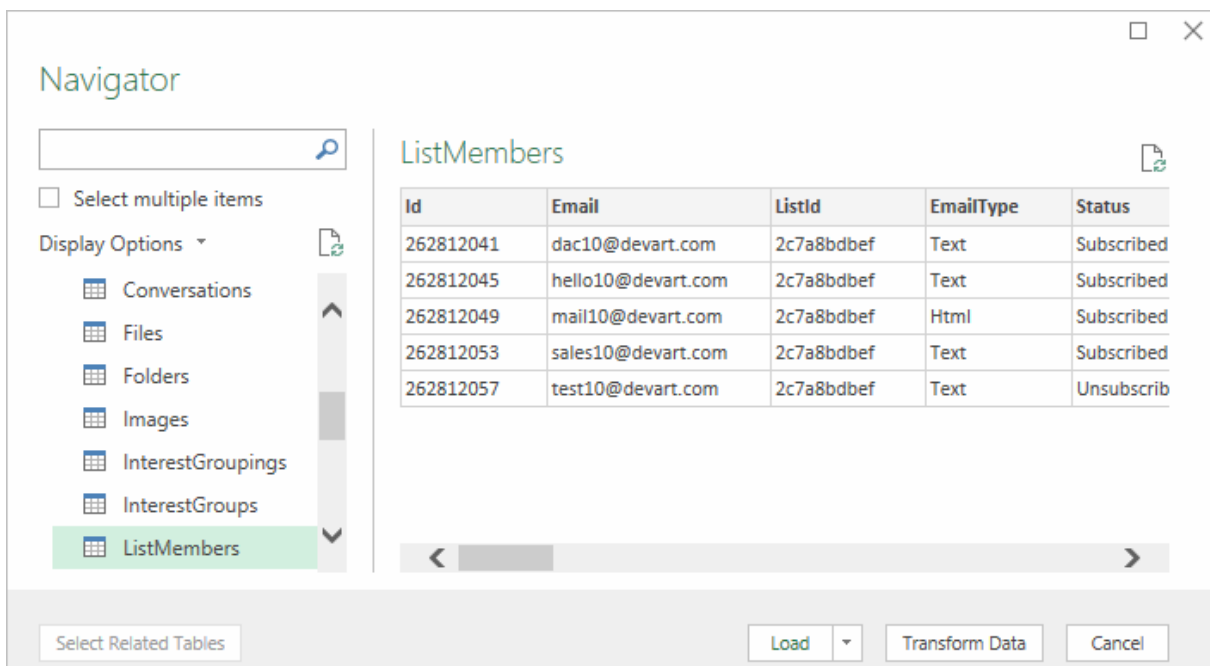 Navigator
Select multiple items
Display Options
Conversations
Files
Folders
Images
InterestGroupings
InterestGroups
ListMembers
ListMembers
Id Email ListId EmailType Status
262812041 dac10@devart.com 2c7a8bdbef Text Subscribed
262812045 hello10@devart.com 2c7a8bdbef Text Subscribed
262812049 mail10@devart.com 2c7a8bdbef Html Subscribed
262812053 sales10@devart.com 2c7a8bdbef Text Subscribed
262812057 test10@devart.com 2c7a8bdbef Text Unsubscrib
Select Related Tables Load Transform Data Cancel